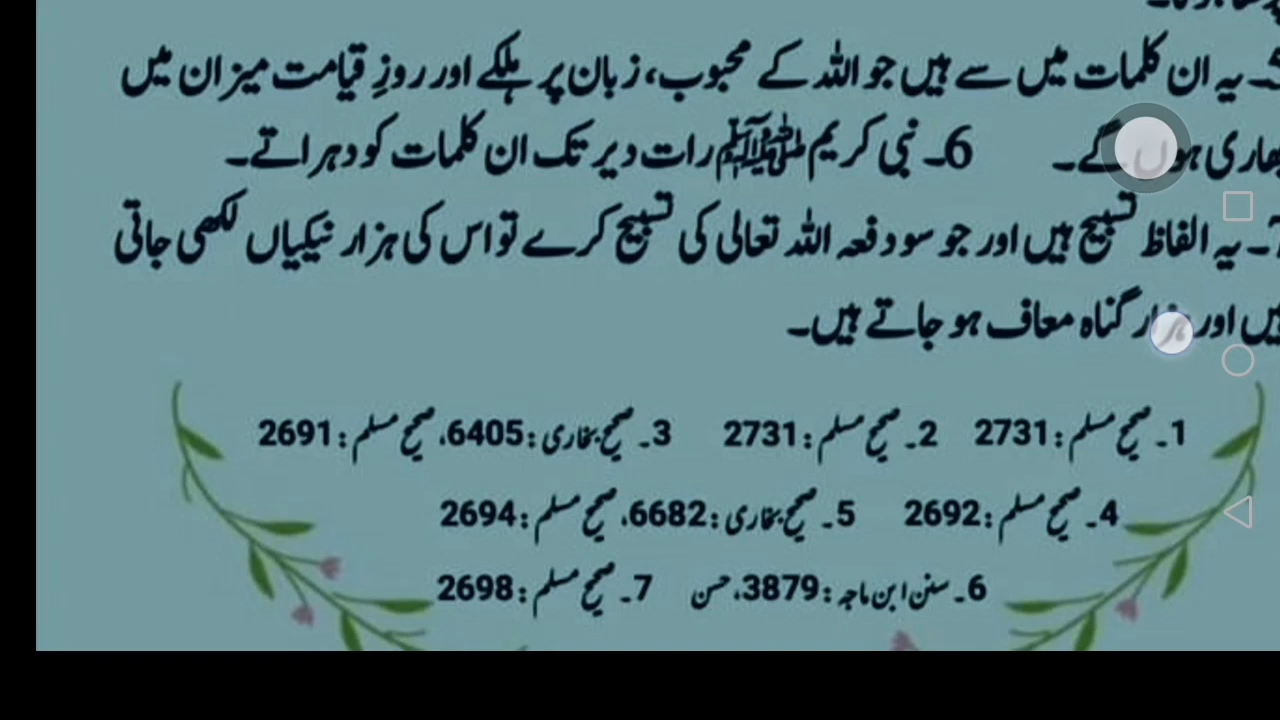 5۔ یہ ان کلمات میں سے ہیں جو اللہ کے محبوب، زبان پر ہلکے اور روزِ قیامت میزان میں
بھاری ہوں گے۔ 6۔ نبی کریم ﷺ رات دیر تک ان کلمات کو دہراتے۔
7۔ یہ الفاظ تسبیح ہیں اور جو سو دفعہ اللہ تعالی کی تسبیح کرے تو اس کی ہزار نیکیاں لکھی جاتی
ہیں اور ہزار گناہ معاف ہو جاتے ہیں۔
1۔ صحیح مسلم: 2731 2۔ صحیح مسلم: 2731 3۔ صحیح بخاری: 6405، صحیح مسلم: 2691
4۔ صحیح مسلم: 2692 5۔ صحیح بخاری: 6682، صحیح مسلم: 2694
6۔ سنن ابن ماجہ: 3879، حسن 7۔ صحیح مسلم: 2698